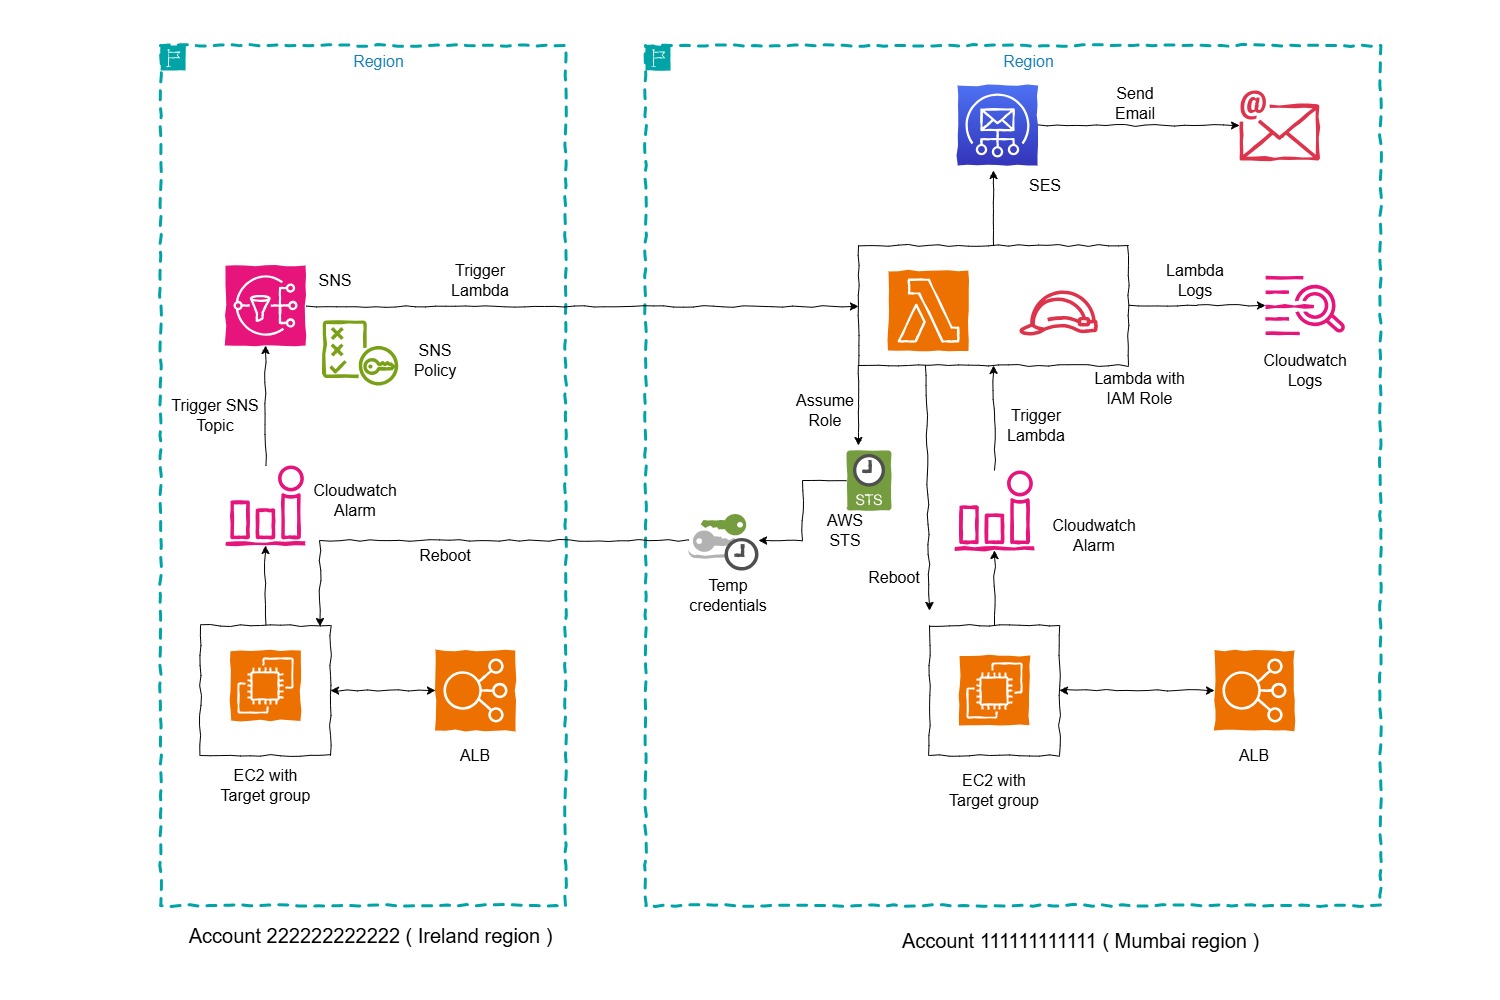 Region
Region
Send
Email
SES
SNS
Trigger
Lambda
Lambda
Logs
SNS
Policy
Cloudwatch
Logs
Lambda with
IAM Role
Trigger SNS
Topic
Assume
Role
Trigger
Lambda
Cloudwatch
Alarm
STS
AWS
STS
Cloudwatch
Alarm
Reboot
Temp
credentials
Reboot
ALB
EC2 with
Target group
ALB
EC2 with
Target group
Account 222222222222 ( Ireland region )
Account 111111111111 ( Mumbai region )